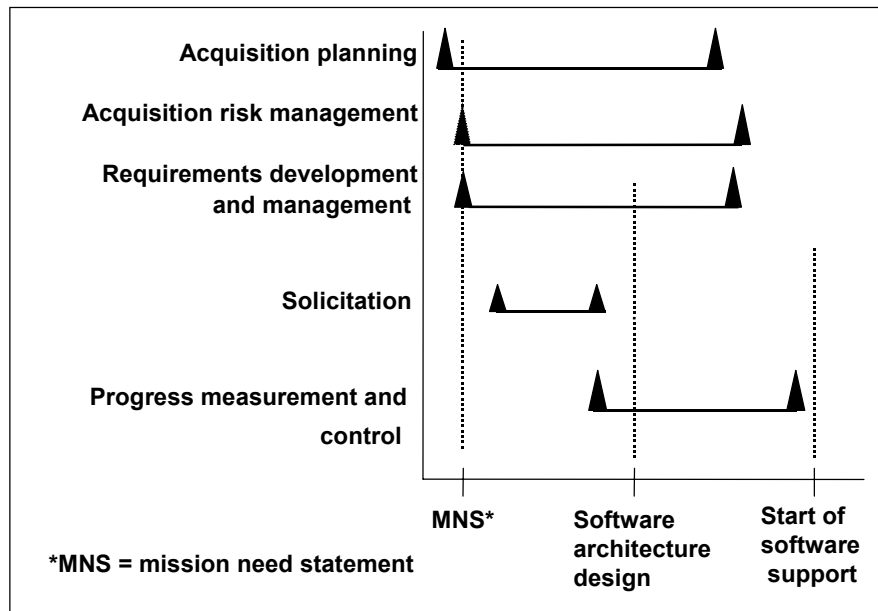 Acquisition planning
Acquisition risk management
Requirements development
and management
Solicitation
Progress measurement and
control
MNS*
Software
architecture
design
Start of
software
support
*MNS = mission need statement